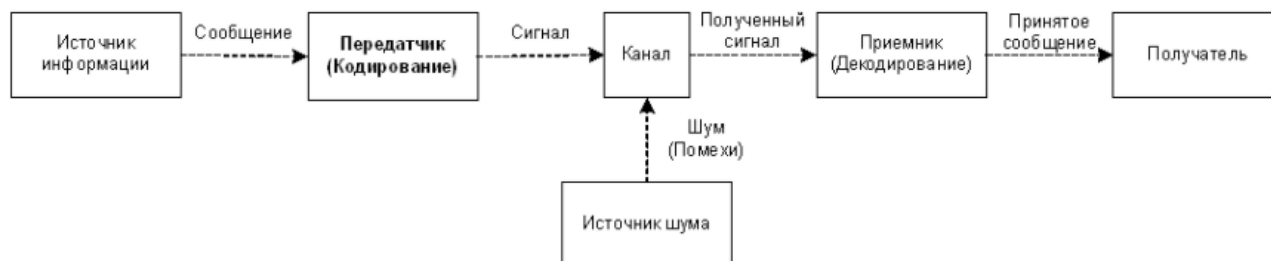 Источник
информации
Сообщение
Передатчик
(Кодирование)
Сигнал
Канал
Полученный
сигнал
Приемник
(Декодирование)
Принятое
сообщение
Получатель
Шум
(Помехи)
Источник шума